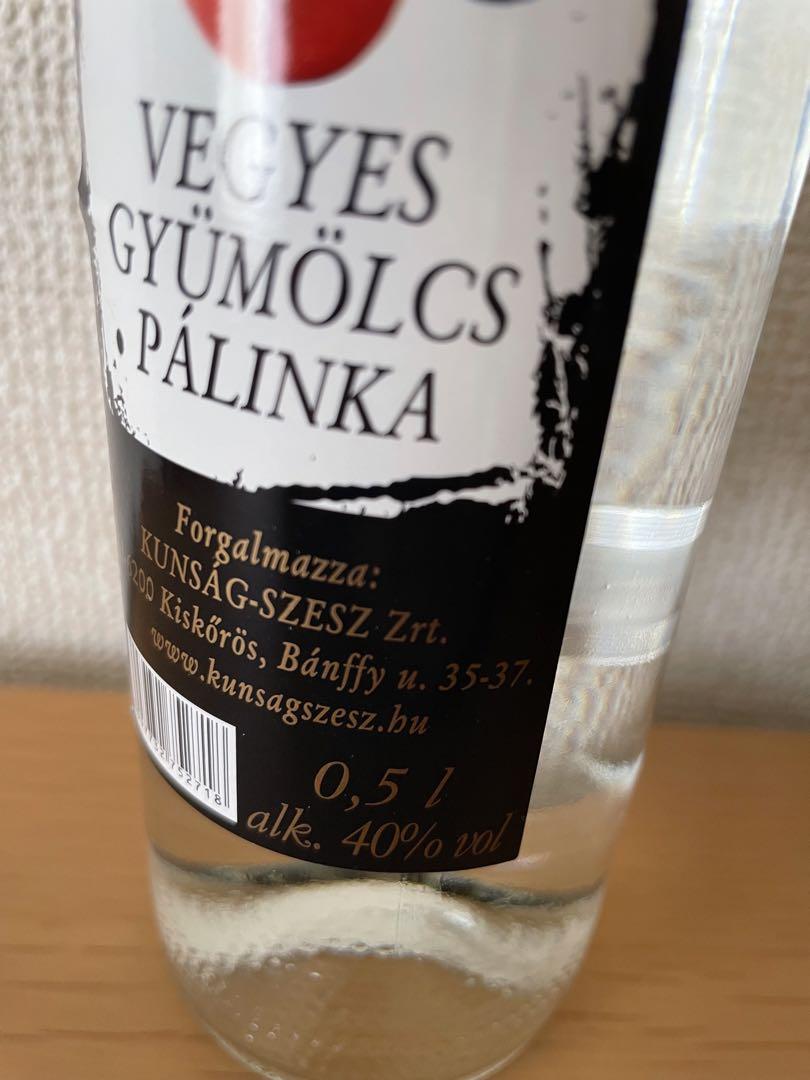 VEGYES
GYÜMÖLCS
PÁLINKA
Forgalmazza:
KUNSÁG-SZESZ Zrt.
6200 Kiskőrös, Bánffy u. 35-37.
www.kunsagszesz.hu
0,5 l
alk. 40% vol